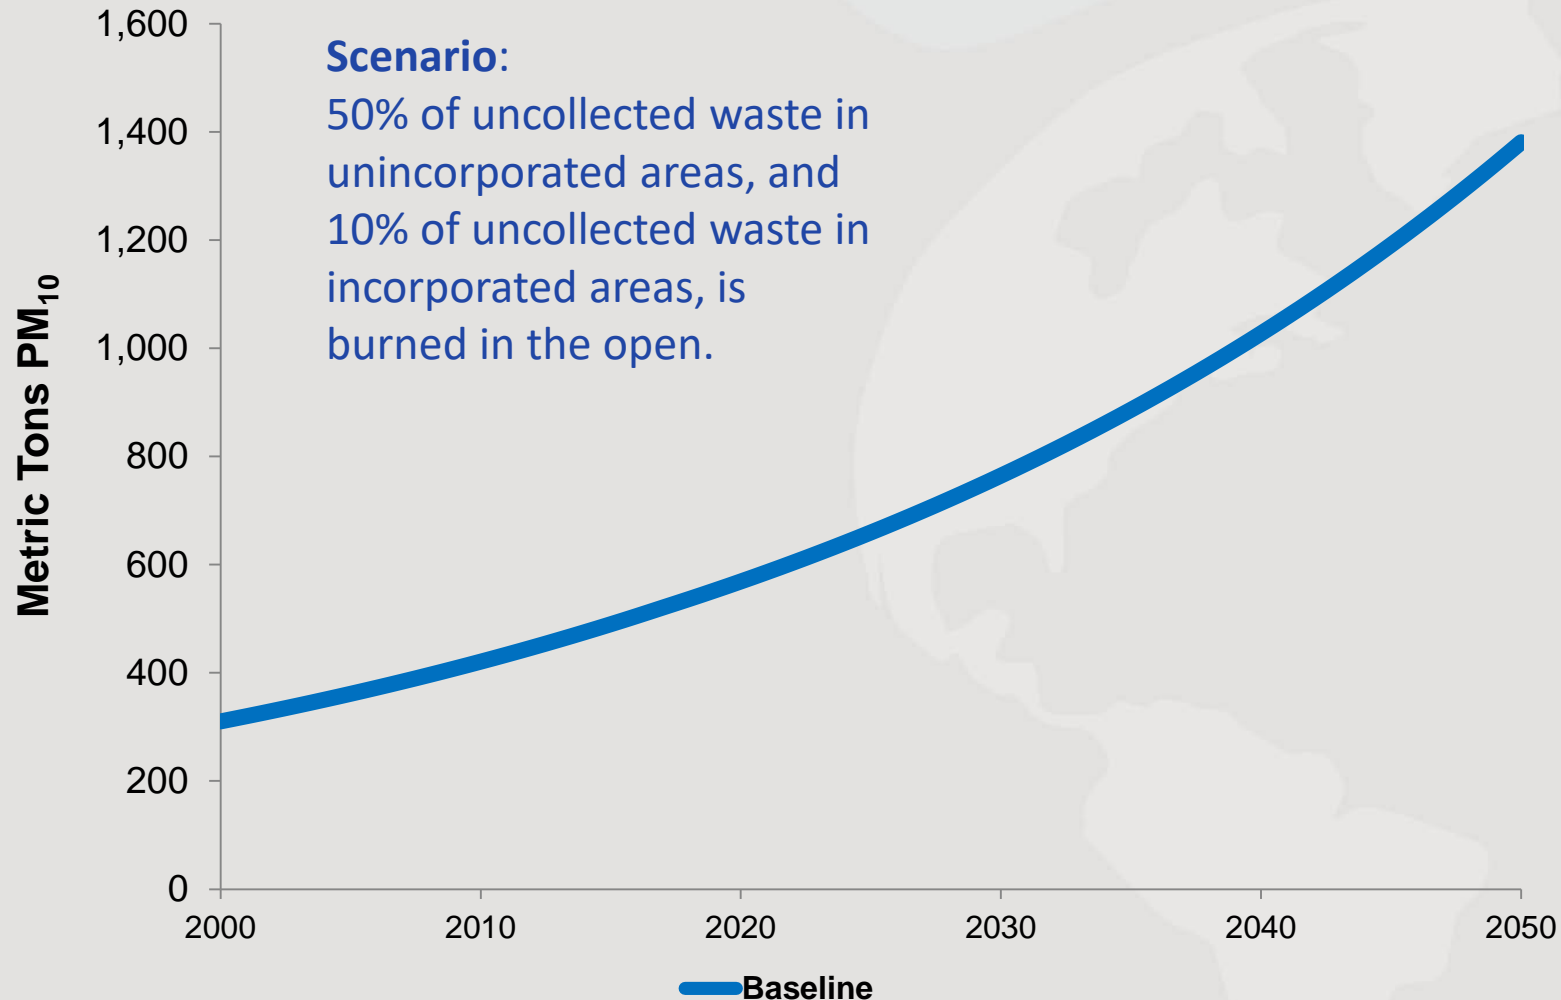 1,600
1,400
1,200
1,000
800
600
400
200
0
Metric Tons PM₁₀
Scenario:
50% of uncollected waste in
unincorporated areas, and
10% of uncollected waste in
incorporated areas, is
burned in the open.
2000 2010 2020 2030 2040 2050
Baseline